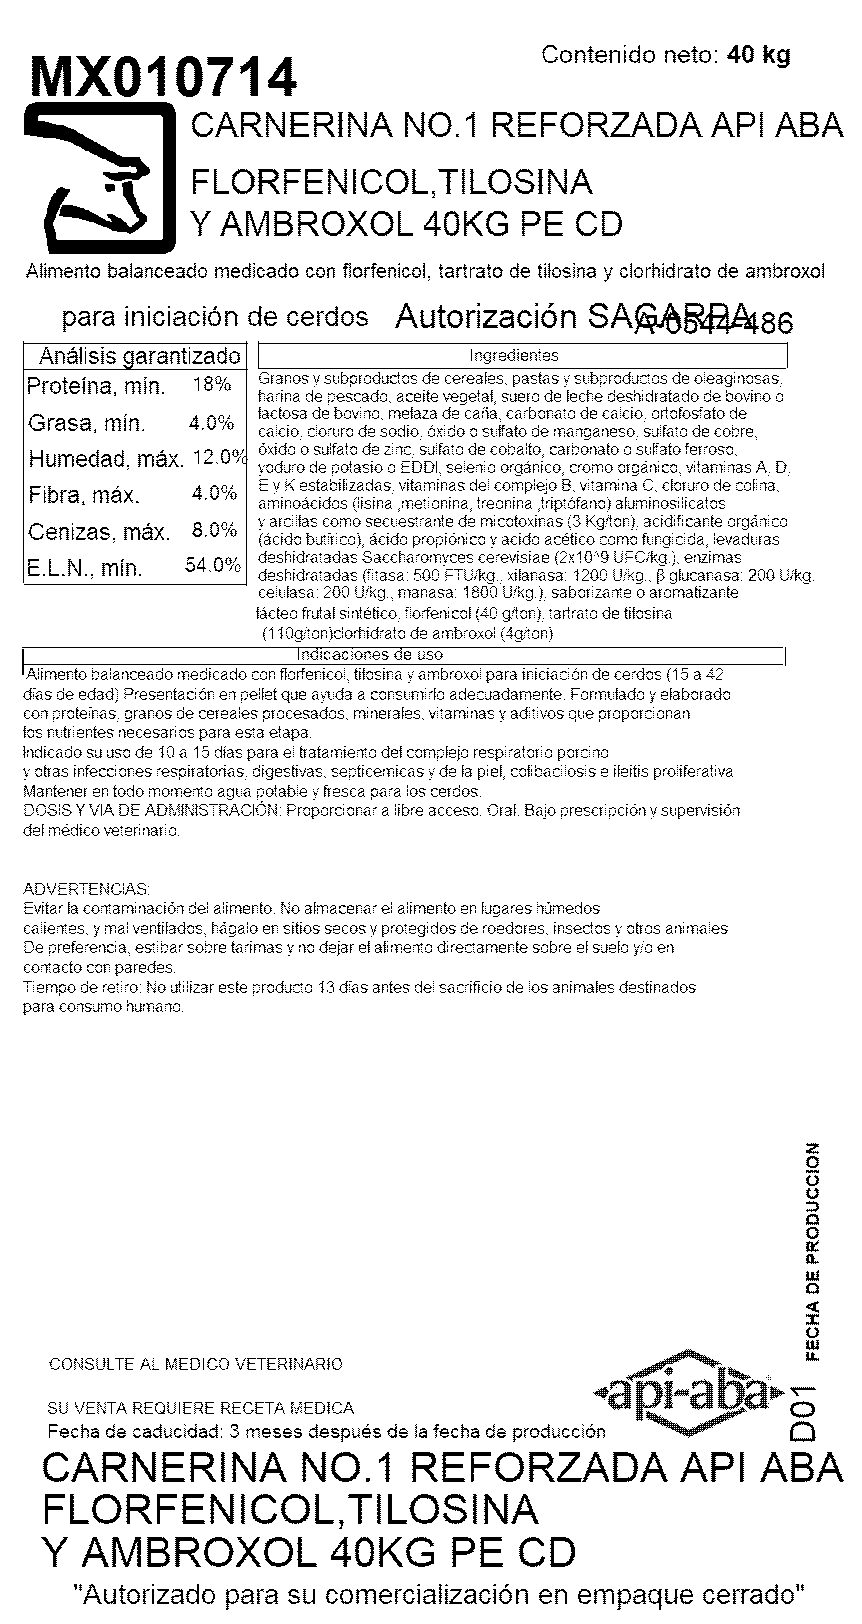 Contenido neto: 40 kg
MX010714
CARNERINA NO.1 REFORZADA API ABA
FLORFENICOL,TILOSINA
Y AMBROXOL 40KG PE CD
Alimento balanceado medicado con florfenicol, tartrato de tilosina y clorhidrato de ambroxol
para iniciación de cerdos Autorización SAGARPA
A-0544-486
Análisis garantizado
Proteína, mín. 18%
Grasa, mín. 4.0%
Humedad, máx. 12.0%
Fibra, máx. 4.0%
Cenizas, máx. 8.0%
E.L.N., mín. 54.0%
Ingredientes
Granos y subproductos de cereales, pastas y subproductos de oleaginosas,
harina de pescado, aceite vegetal, suero de leche deshidratado de bovino o
lactosa de bovino, melaza de caña, carbonato de calcio, ortofosfato de
calcio, cloruro de sodio, óxido o sulfato de manganeso, sulfato de cobre,
óxido o sulfato de zinc, sulfato de cobalto, carbonato o sulfato ferroso,
yoduro de potasio o EDDI, selenio orgánico, cromo orgánico, vitaminas A, D,
E y K estabilizadas, vitaminas del complejo B, vitamina C, cloruro de colina,
aminoácidos (lisina ,metionina, treonina ,triptófano) aluminosilicatos
y arcillas como secuestrante de micotoxinas (3 Kg/ton), acidificante orgánico
(ácido butírico), ácido propiónico y acido acético como fungicida, levaduras
deshidratadas Saccharomyces cerevisiae (2x10^9 UFC/kg.), enzimas
deshidratadas (fitasa: 500 FTU/kg., xilanasa: 1200 U/kg., β glucanasa: 200 U/kg.
celulasa: 200 U/kg., manasa: 1800 U/kg.), saborizante o aromatizante
lácteo frutal sintético, florfenicol (40 g/ton), tartrato de tilosina
(110g/ton)clorhidrato de ambroxol (4g/ton)
Indicaciones de uso
Alimento balanceado medicado con florfenicol, tilosina y ambroxol para iniciación de cerdos (15 a 42
días de edad) Presentación en pellet que ayuda a consumirlo adecuadamente. Formulado y elaborado
con proteínas, granos de cereales procesados, minerales, vitaminas y aditivos que proporcionan
los nutrientes necesarios para esta etapa.
Indicado su uso de 10 a 15 días para el tratamiento del complejo respiratorio porcino
y otras infecciones respiratorias, digestivas, septicemicas y de la piel, colibacilosis e ileitis proliferativa
Mantener en todo momento agua potable y fresca para los cerdos.
DOSIS Y VIA DE ADMINISTRACIÓN: Proporcionar a libre acceso. Oral. Bajo prescripción y supervisión
del médico veterinario.
ADVERTENCIAS:
Evitar la contaminación del alimento. No almacenar el alimento en lugares húmedos
calientes, y mal ventilados, hágalo en sitios secos y protegidos de roedores, insectos y otros animales
De preferencia, estibar sobre tarimas y no dejar el alimento directamente sobre el suelo y/o en
contacto con paredes.
Tiempo de retiro: No utilizar este producto 13 días antes del sacrificio de los animales destinados
para consumo humano.
FECHA DE PRODUCCION
D01
CONSULTE AL MEDICO VETERINARIO
api-aba
SU VENTA REQUIERE RECETA MEDICA
Fecha de caducidad: 3 meses después de la fecha de producción
CARNERINA NO.1 REFORZADA API ABA
FLORFENICOL,TILOSINA
Y AMBROXOL 40KG PE CD
"Autorizado para su comercialización en empaque cerrado"